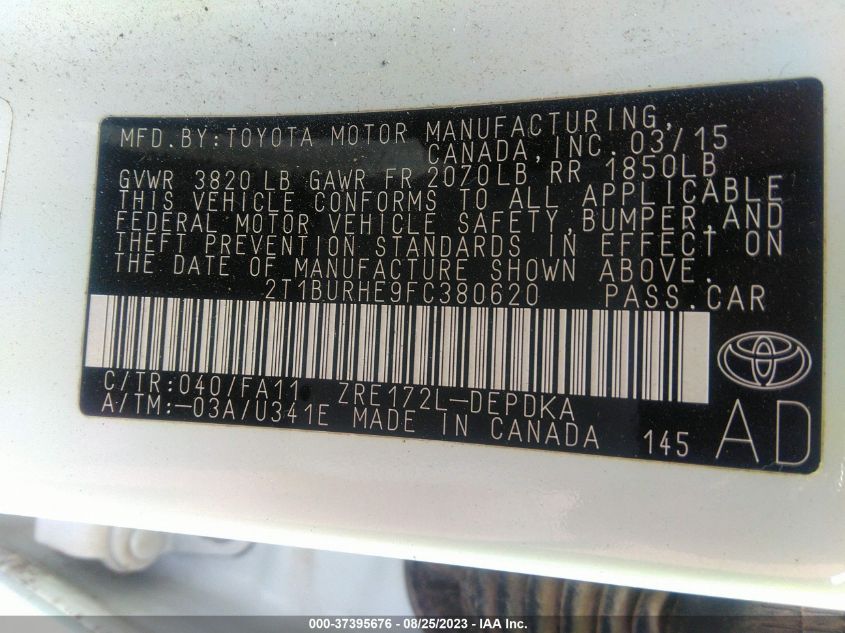 MFD.BY:TOYOTA MOTOR MANUFACTURING,
CANADA,INC. 03/15
GVWR 3820 LB GAWR FR 2070LB RR 1850LB
THIS VEHICLE CONFORMS TO ALL APPLICABLE
FEDERAL MOTOR VEHICLE SAFETY,BUMPER,AND
THEFT PREVENTION STANDARDS IN EFFECT ON
THE DATE OF MANUFACTURE SHOWN ABOVE.
2T1BURHE9FC380620 PASS.CAR
C/TR:040/FA11 ZRE172L-DEPDKA
A/TM:-03A/U341E MADE IN CANADA 145 AD
000-37395676 / 08/25/2023 - IAA Inc.